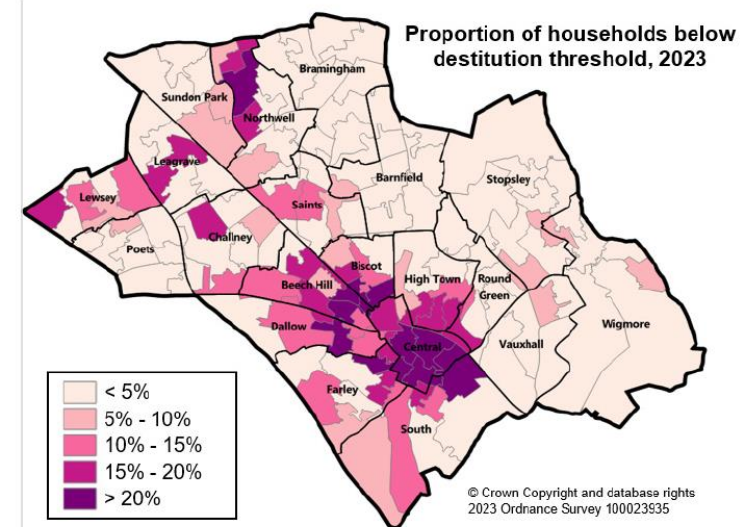 Proportion of households below
destitution threshold, 2023
Bramingham
Sundon Park
Northwell
Leagrave
Barnfield
Stopsley
Lewsey
Saints
Challney
Poets
Biscot
High Town
Round
Green
Beech Hill
Dallow
Wigmore
Central
Vauxhall
Farley
South
< 5%
5% - 10%
10% - 15%
15% - 20%
> 20%
© Crown Copyright and database rights
2023 Ordnance Survey 100023935